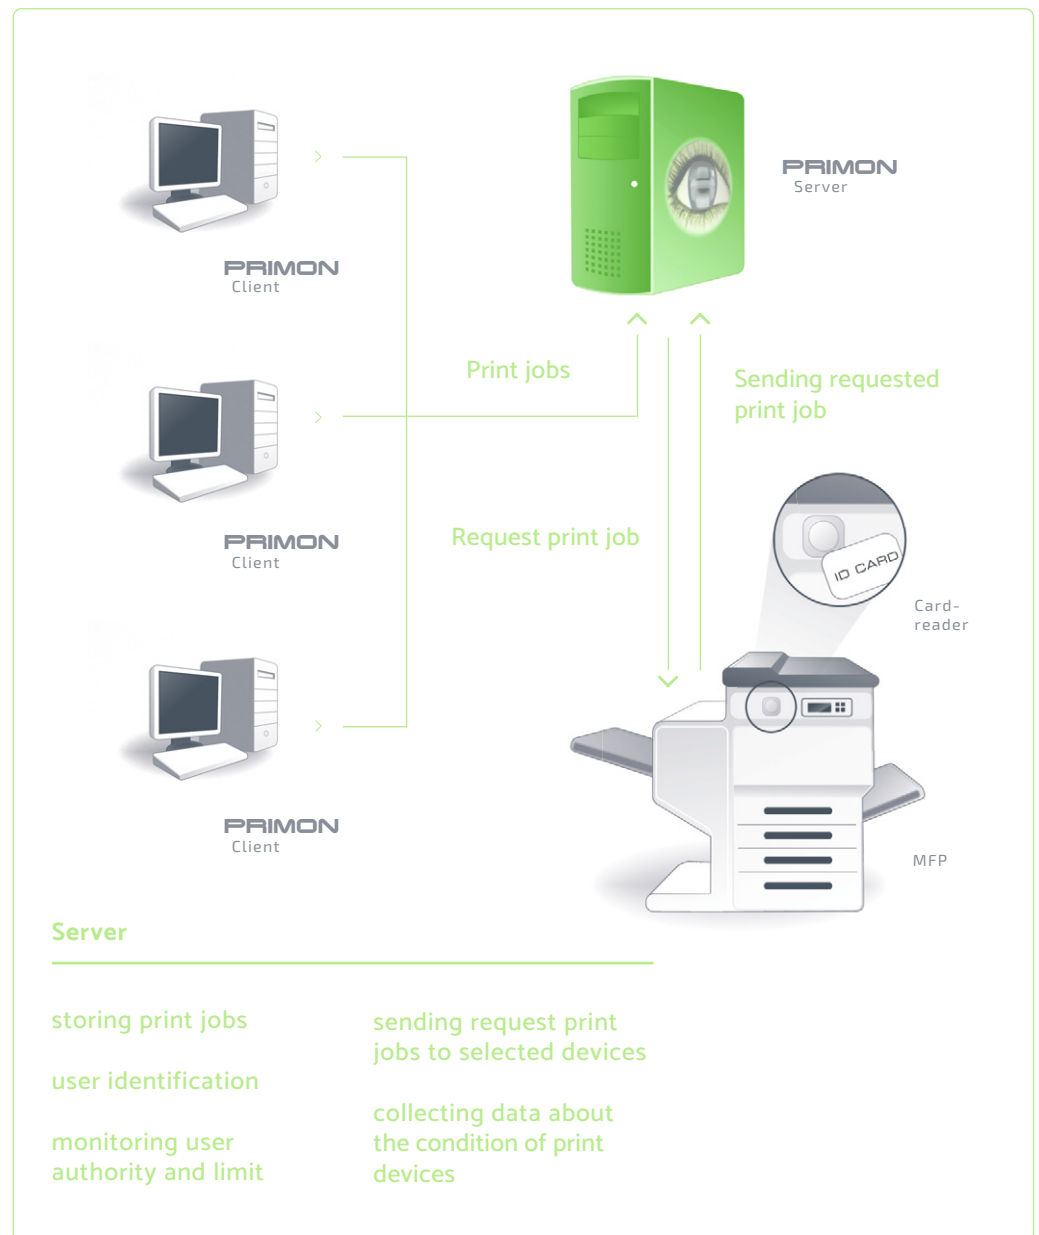 PRIMON
Server
PRIMON
Client
Print jobs
Sending requested
print job
Request print job
PRIMON
Client
ID CARD
Card-
reader
PRIMON
Client
MFP
Server
storing print jobs
user identification
monitoring user
authority and limit
sending request print
jobs to selected devices
collecting data about
the condition of print
devices